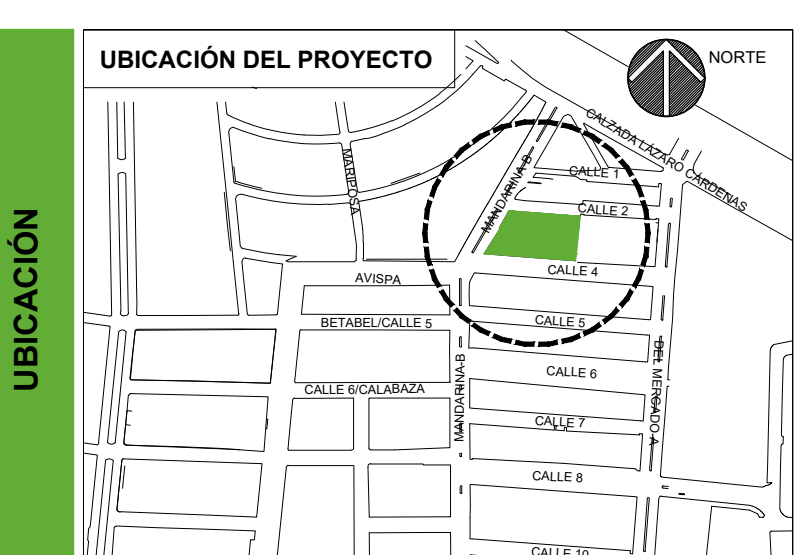 UBICACIÓN
UBICACIÓN DEL PROYECTO
NORTE
CALZADA LÁZARO CÁRDENAS
MANDARINA-B
MARIPOSA
CALLE 1
CALLE 2
CALLE 4
AVISPA
BETABEL/CALLE 5
CALLE 5
CALLE 6
CALLE 6/CALABAZA
MANDARINA-B
DEL MERCADO A
CALLE 7
CALLE 8
CALLE 10